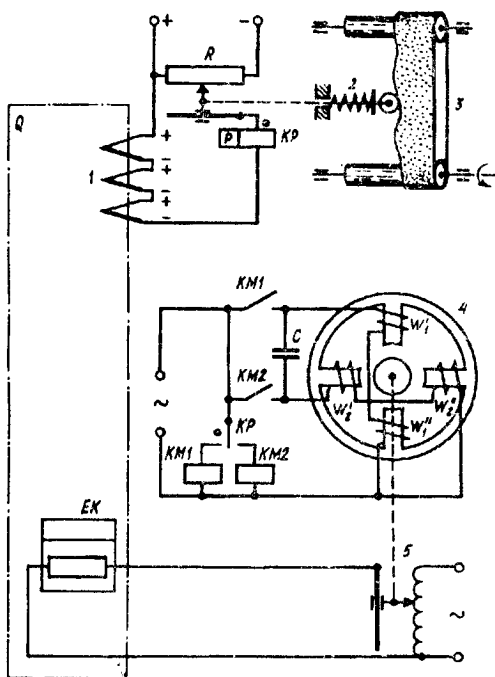 + -
R
2
3
Q
P KP
+
-
1 +
-
+
-
KM1
4
W₁'
C
KM2
~
W₂' W₂"
KP
W₁"
KM1 KM2
EK
5
~